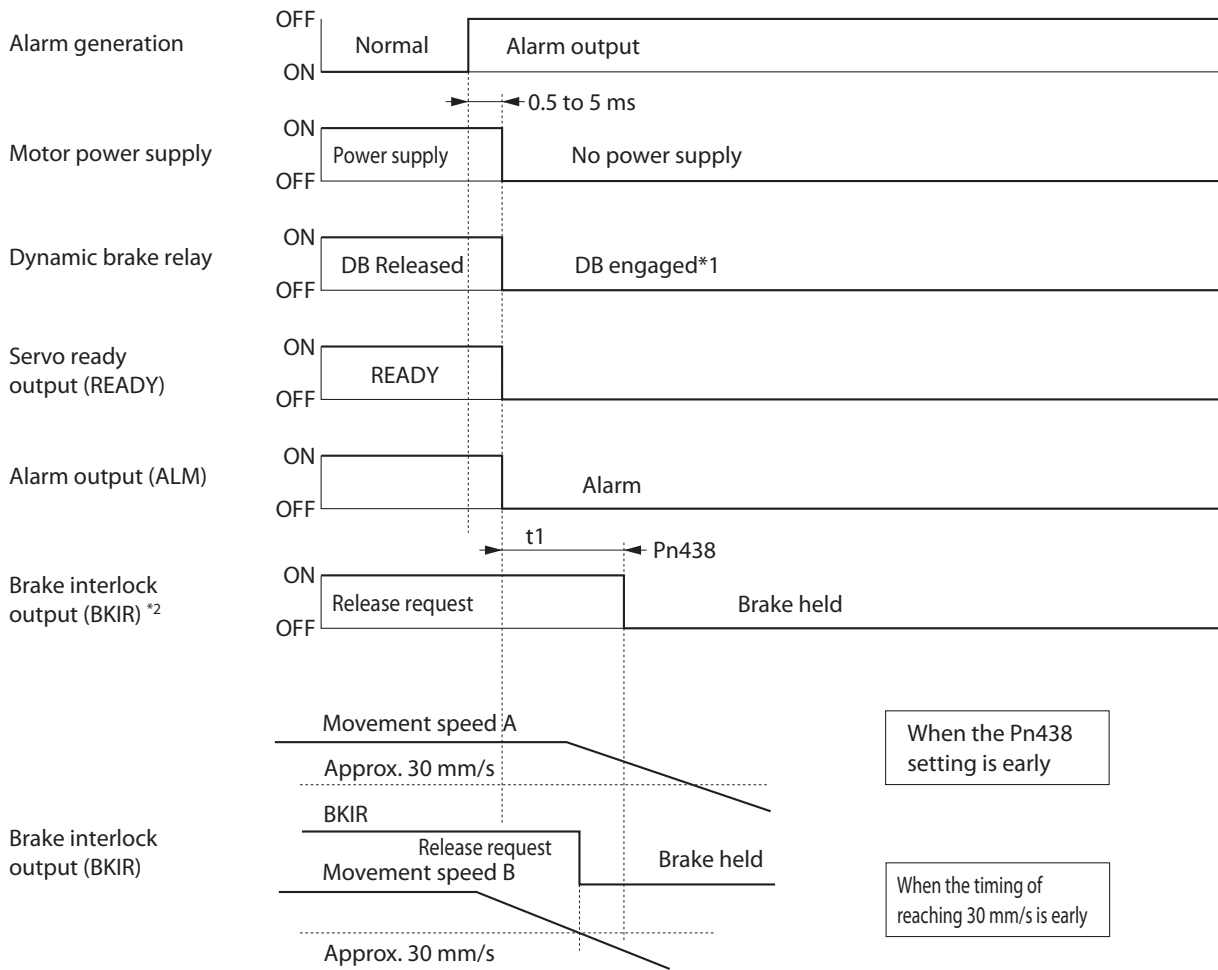 OFF
Alarm generation
Normal
Alarm output
ON
0.5 to 5 ms
ON
Motor power supply
Power supply
No power supply
OFF
ON
Dynamic brake relay
DB Released
DB engaged*1
OFF
Servo ready
output (READY)
ON
READY
OFF
ON
Alarm output (ALM)
Alarm
OFF
t1
Pn438
Brake interlock
output (BKIR) *2
ON
Release request
Brake held
OFF
Movement speed A
Approx. 30 mm/s
When the Pn438
setting is early
BKIR
Brake interlock
output (BKIR)
Release request
Brake held
Movement speed B
Approx. 30 mm/s
When the timing of
reaching 30 mm/s is early